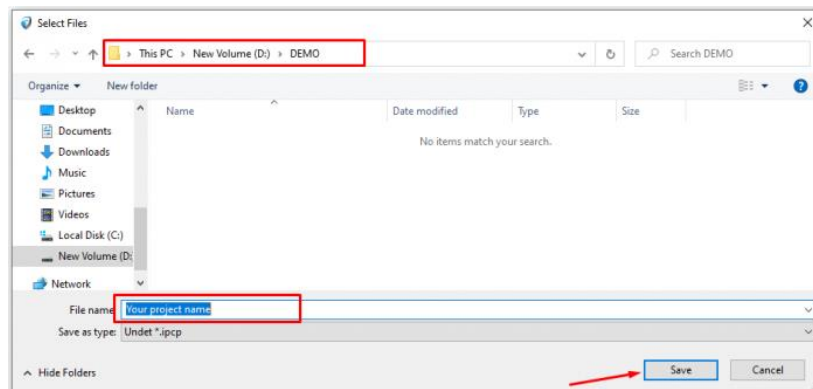 Select Files
This PC > New Volume (D:) > DEMO
Search DEMO
Organize
New folder
Name
Date modified
Type
Size
No items match your search.
Desktop
Documents
Downloads
Music
Pictures
Videos
Local Disk (C:)
New Volume (D:
Network
File name
Your project name
Save as type: Undet *.ipcp
Hide Folders
Save
Cancel